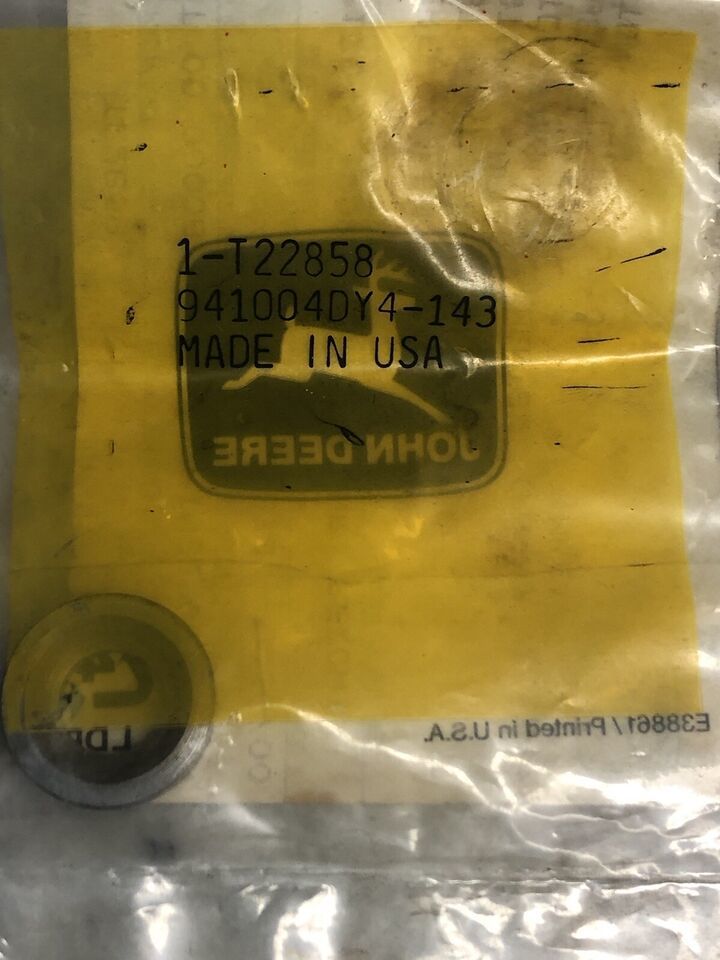 1-T22858
941004DY4-143
MADE IN USA
JOHN DEERE
E38861/Printed in U.S.A.